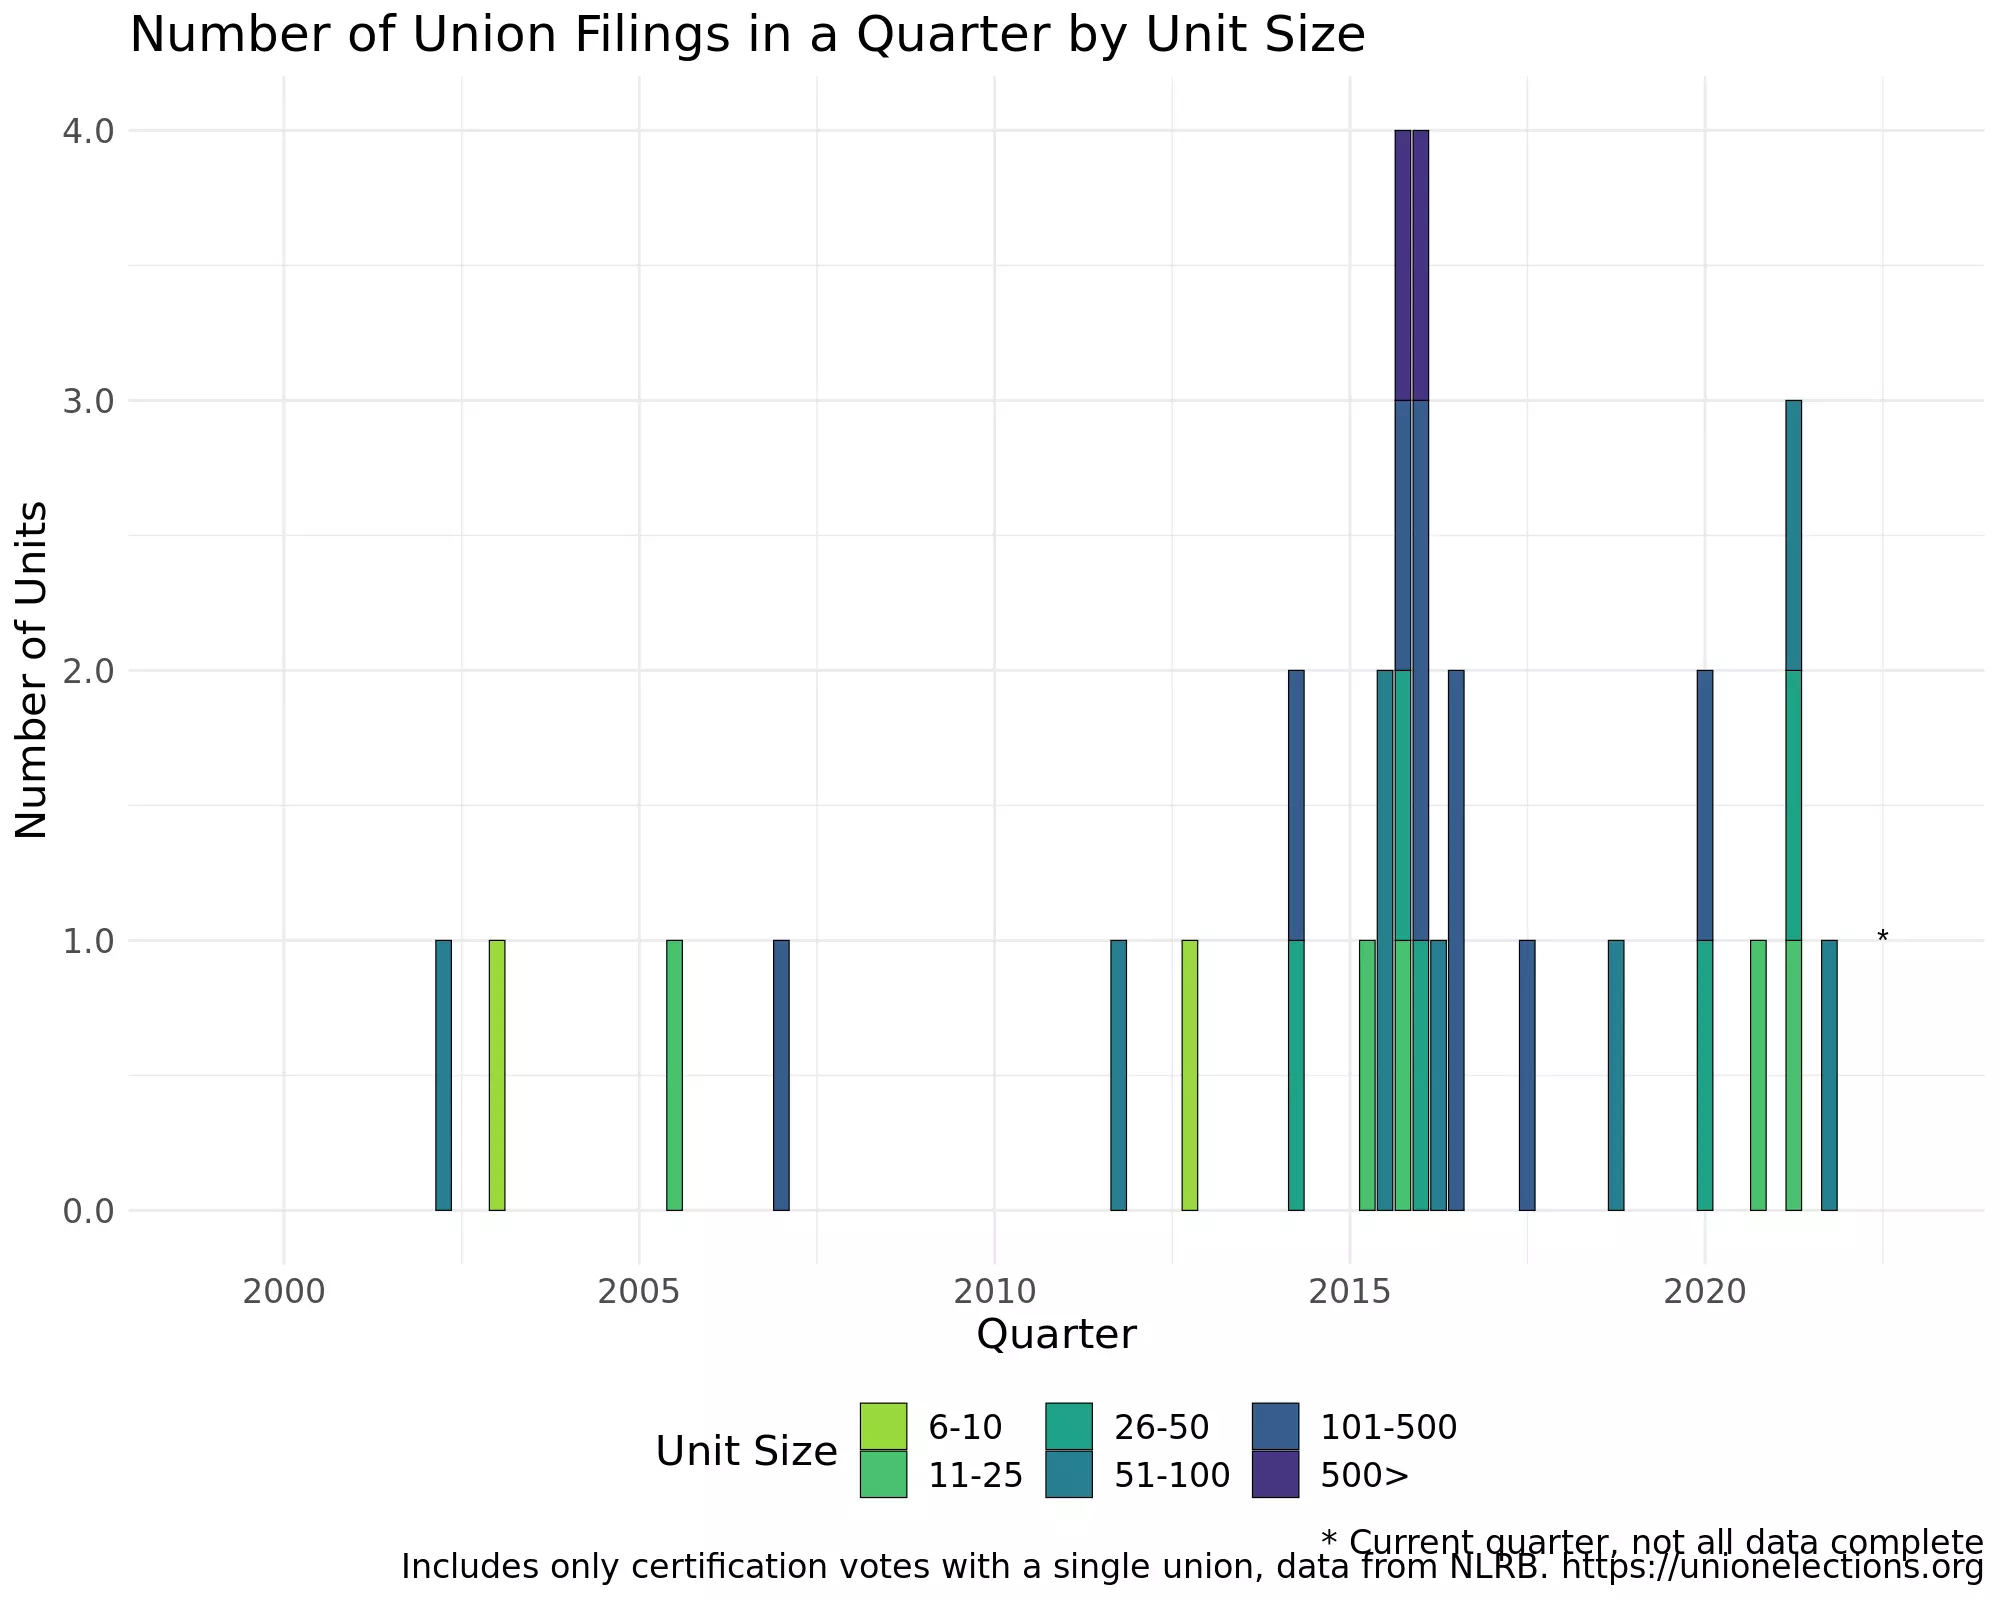 Number of Union Filings in a Quarter by Unit Size
Number of Units
4.0
3.0
2.0
1.0
0.0
*
2000 2005 2010 2015 2020
Quarter
Unit Size
6-10 26-50 101-500
11-25 51-100 500>
* Current quarter, not all data complete
Includes only certification votes with a single union, data from NLRB. https://unionelections.org